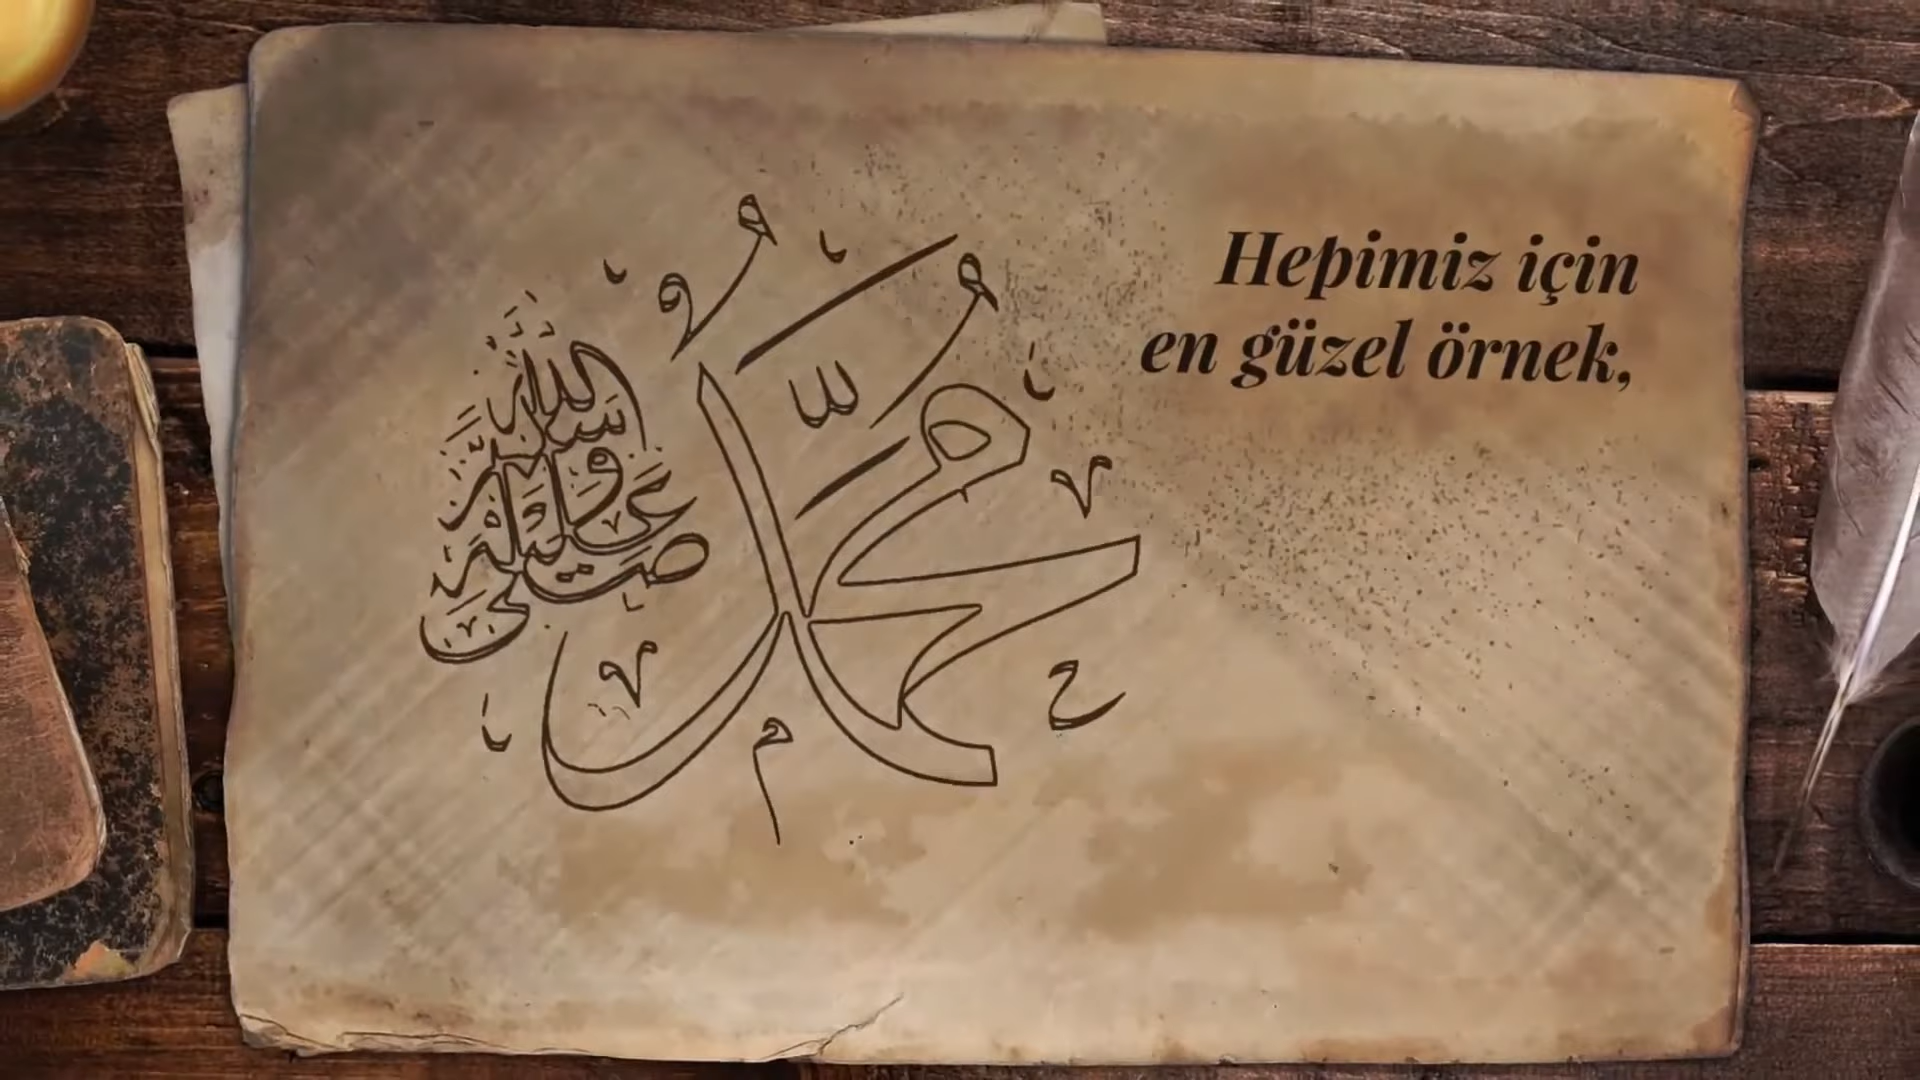 محمد
صلى الله عليه وسلم
Hepimiz için
en güzel örnek,